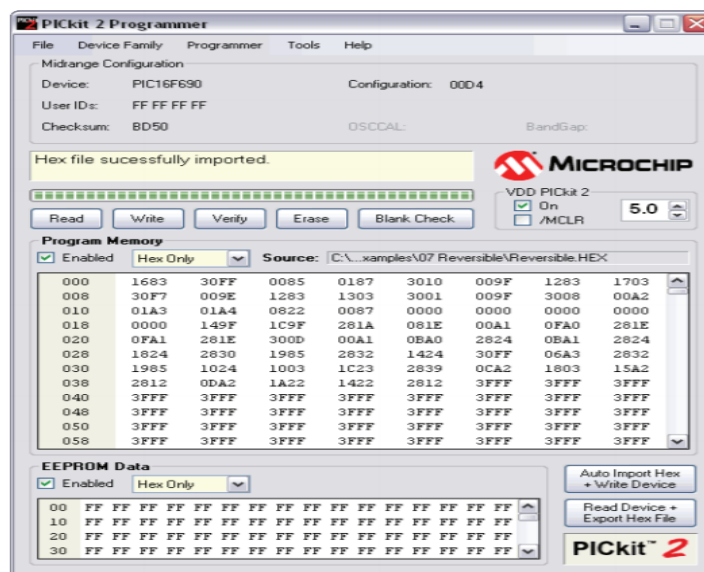 PICkit 2 Programmer
File Device Family Programmer Tools Help
Midrange Configuration
Device: PIC16F690 Configuration: 00D4
User IDs: FF FF FF FF
Checksum: BD50 OSCCAL: BandGap:
Hex file sucessfully imported.
MICROCHIP
VDD PICkit 2
On
/MCLR
5.0
Read Write Verify Erase Blank Check
Program Memory
Enabled Hex Only Source: C:\...xamples\07 Reversible\Reversible.HEX
000 1683 30FF 0085 0187 3010 009F 1283 1703
008 30F7 009E 1283 1303 3001 009F 3008 00A2
010 01A3 01A4 0822 0087 0000 0000 0000 0000
018 0000 149F 1C9F 281A 081E 00A1 0FA0 281E
020 0FA1 281E 300D 00A1 0BA0 2824 0BA1 2824
028 1824 2830 1985 2832 1424 30FF 06A3 2832
030 1985 1024 1003 1C23 2839 0CA2 1803 15A2
038 2812 0DA2 1A22 1422 2812 3FFF 3FFF 3FFF
040 3FFF 3FFF 3FFF 3FFF 3FFF 3FFF 3FFF 3FFF
048 3FFF 3FFF 3FFF 3FFF 3FFF 3FFF 3FFF 3FFF
050 3FFF 3FFF 3FFF 3FFF 3FFF 3FFF 3FFF 3FFF
058 3FFF 3FFF 3FFF 3FFF 3FFF 3FFF 3FFF 3FFF
EEPROM Data
Enabled Hex Only
00 FF FF FF FF FF FF FF FF FF FF FF FF FF FF FF FF
10 FF FF FF FF FF FF FF FF FF FF FF FF FF FF FF FF
20 FF FF FF FF FF FF FF FF FF FF FF FF FF FF FF FF
30 FF FF FF FF FF FF FF FF FF FF FF FF FF FF FF FF
Auto Import Hex
+ Write Device
Read Device +
Export Hex File
PICkit™ 2